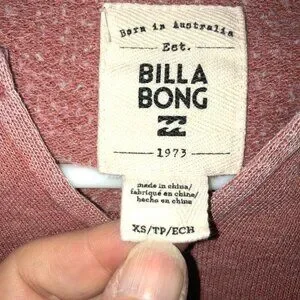 Born in Australia
Est.
BILLA
BONG
1973
made in china/
fabriqué en chine/
hecho en china
XS/TP/ECH